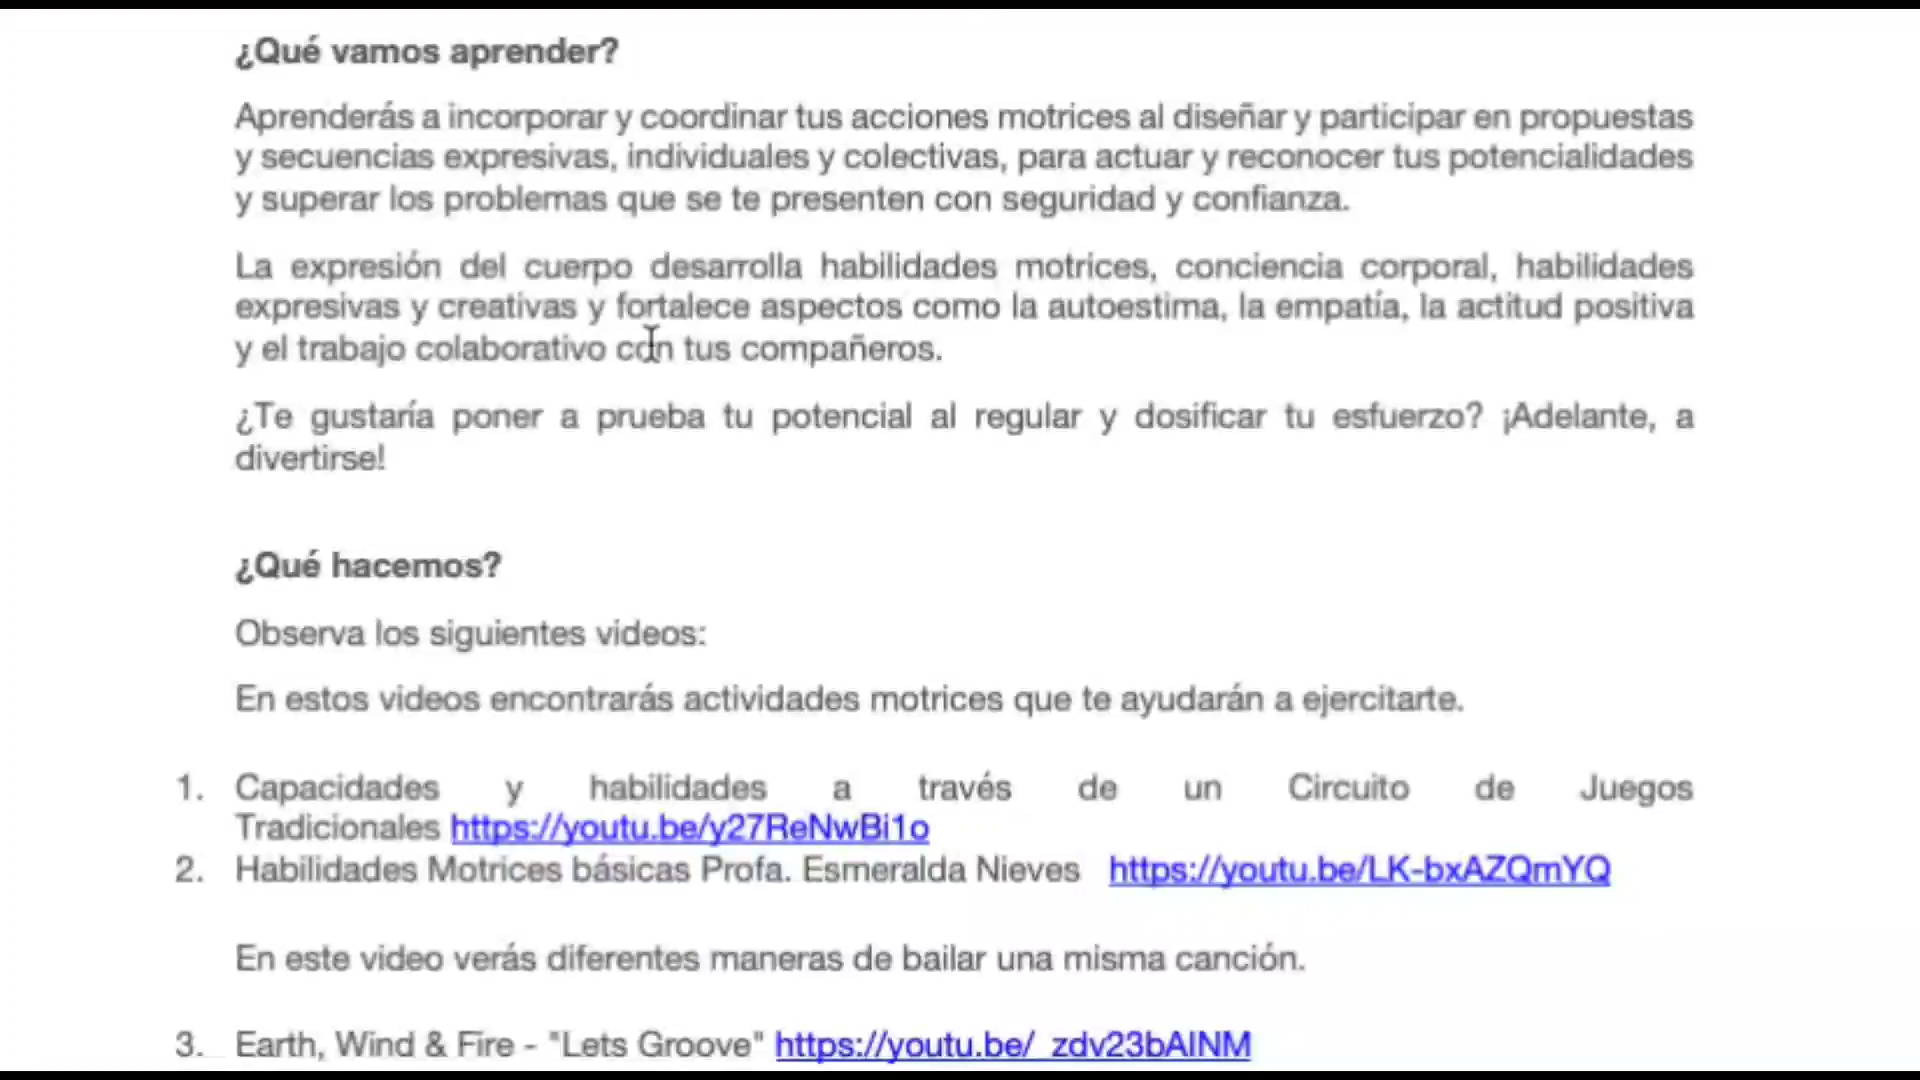 ¿Qué vamos aprender?
Aprenderás a incorporar y coordinar tus acciones motrices al diseñar y participar en propuestas
y secuencias expresivas, individuales y colectivas, para actuar y reconocer tus potencialidades
y superar los problemas que se te presenten con seguridad y confianza.
La expresión del cuerpo desarrolla habilidades motrices, conciencia corporal, habilidades
expresivas y creativas y fortalece aspectos como la autoestima, la empatía, la actitud positiva
y el trabajo colaborativo con tus compañeros.
¿Te gustaría poner a prueba tu potencial al regular y dosificar tu esfuerzo? ¡Adelante, a
divertirse!
¿Qué hacemos?
Observa los siguientes videos:
En estos videos encontrarás actividades motrices que te ayudarán a ejercitarte.
1. Capacidades y habilidades a través de un Circuito de Juegos
Tradicionales https://youtu.be/y27ReNwBi1o
2. Habilidades Motrices básicas Profa. Esmeralda Nieves https://youtu.be/LK-bxAZQmYQ
En este video verás diferentes maneras de bailar una misma canción.
3. Earth, Wind & Fire - "Lets Groove" https://youtu.be/_zdv23bAlNM